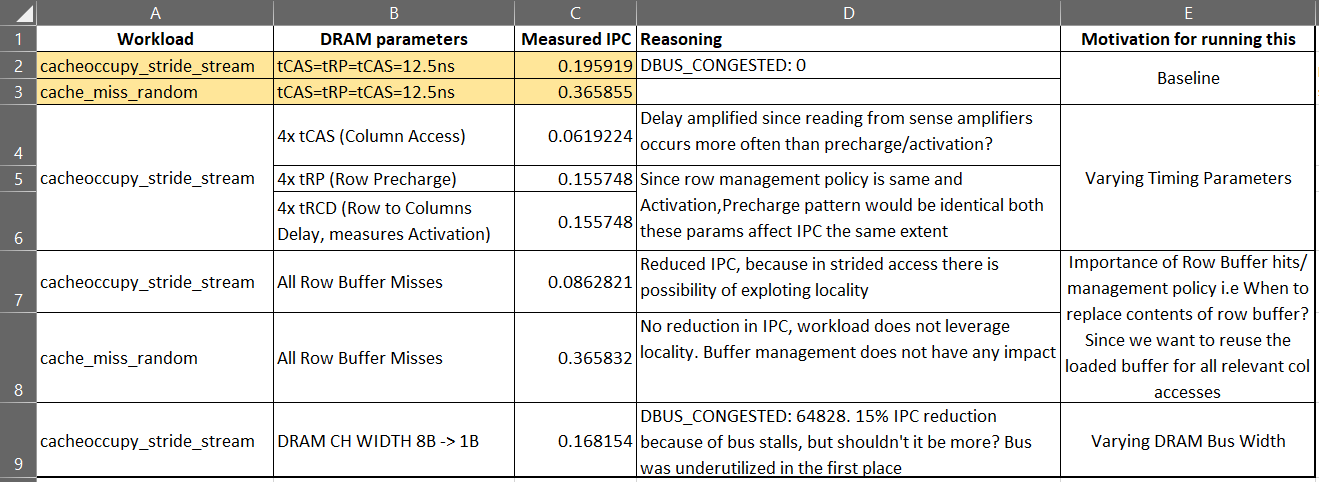 A B C D E
1 Workload DRAM parameters Measured IPC Reasoning Motivation for running this
2 cacheoccupy_stride_stream tCAS=tRP=tCAS=12.5ns 0.195919 DBUS_CONGESTED: 0
Baseline
3 cache_miss_random tCAS=tRP=tCAS=12.5ns 0.365855
cacheoccupy_stride_stream
4 4x tCAS (Column Access) 0.0619224
Delay amplified since reading from sense amplifiers
occurs more often than precharge/activation?
Varying Timing Parameters
5 4x tRP (Row Precharge) 0.155748
6 4x tRCD (Row to Columns
Delay, measures Activation) 0.155748
Since row management policy is same and
Activation,Precharge pattern would be identical both
these params affect IPC the same extent
7 cacheoccupy_stride_stream All Row Buffer Misses 0.0862821
Reduced IPC, because in strided access there is
possibility of exploting locality
Importance of Row Buffer hits/
management policy i.e When to
replace contents of row buffer?
Since we want to reuse the
loaded buffer for all relevant col
accesses
8 cache_miss_random All Row Buffer Misses 0.365832
No reduction in IPC, workload does not leverage
locality. Buffer management does not have any impact
9 cacheoccupy_stride_stream DRAM CH WIDTH 8B -> 1B 0.168154
DBUS_CONGESTED: 64828. 15% IPC reduction
because of bus stalls, but shouldn't it be more? Bus
was underutilized in the first place
Varying DRAM Bus Width